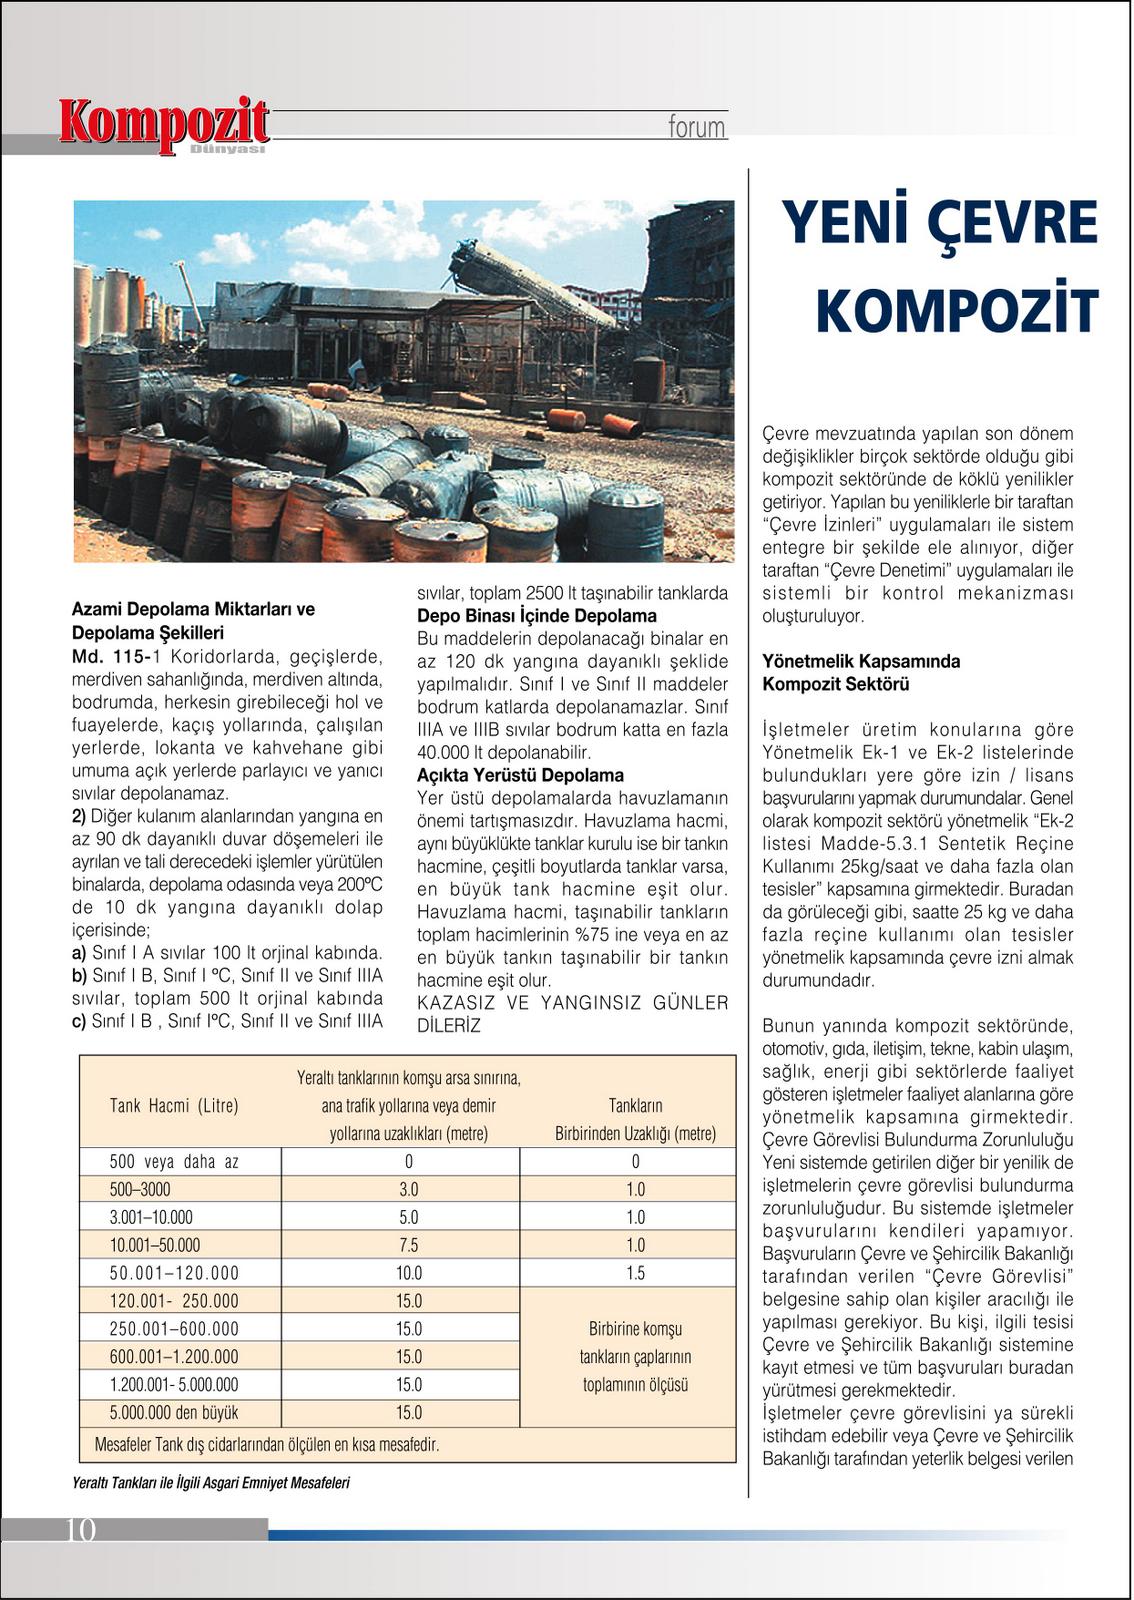 Kompozit
Dünyası
forum
Azami Depolama Miktarları ve
Depolama Şekilleri
Md. 115-1 Koridorlarda, geçişlerde,
merdiven sahanlığında, merdiven altında,
bodrumda, herkesin girebileceği hol ve
fuayelerde, kaçış yollarında, çalışılan
yerlerde, lokanta ve kahvehane gibi
umuma açık yerlerde parlayıcı ve yanıcı
sıvılar depolanamaz.
2) Diğer kulanım alanlarından yangına en
az 90 dk dayanıklı duvar döşemeleri ile
ayrılan ve tali derecedeki işlemler yürütülen
binalarda, depolama odasında veya 200ºC
de 10 dk yangına dayanıklı dolap
içerisinde;
a) Sınıf I A sıvılar 100 lt orjinal kabında.
b) Sınıf I B, Sınıf I ºC, Sınıf II ve Sınıf IIIA
sıvılar, toplam 500 lt orjinal kabında
c) Sınıf I B , Sınıf IºC, Sınıf II ve Sınıf IIIA
sıvılar, toplam 2500 lt taşınabilir tanklarda
Depo Binası İçinde Depolama
Bu maddelerin depolanacağı binalar en
az 120 dk yangına dayanıklı şeklide
yapılmalıdır. Sınıf I ve Sınıf II maddeler
bodrum katlarda depolanamazlar. Sınıf
IIIA ve IIIB sıvılar bodrum katta en fazla
40.000 lt depolanabilir.
Açıkta Yerüstü Depolama
Yer üstü depolamalarda havuzlamanın
önemi tartışmasızdır. Havuzlama hacmi,
aynı büyüklükte tanklar kurulu ise bir tankın
hacmine, çeşitli boyutlarda tanklar varsa,
en büyük tank hacmine eşit olur.
Havuzlama hacmi, taşınabilir tankların
toplam hacimlerinin %75 ine veya en az
en büyük tankın taşınabilir bir tankın
hacmine eşit olur.
KAZASIZ VE YANGINSIZ GÜNLER
DİLERİZ
Yeraltı tanklarının komşu arsa sınırına,
Tank Hacmi (Litre) ana trafik yollarına veya demir Tankların
yollarına uzaklıkları (metre) Birbirinden Uzaklığı (metre)
500 veya daha az 0 0
500–3000 3.0 1.0
3.001–10.000 5.0 1.0
10.001–50.000 7.5 1.0
50.001–120.000 10.0 1.5
120.001- 250.000 15.0
250.001–600.000 15.0 Birbirine komşu
600.001–1.200.000 15.0 tankların çaplarının
1.200.001- 5.000.000 15.0 toplamının ölçüsü
5.000.000 den büyük 15.0
Mesafeler Tank dış cidarlarından ölçülen en kısa mesafedir.
Yeraltı Tankları ile İlgili Asgari Emniyet Mesafeleri
YENİ ÇEVRE
KOMPOZİT
Çevre mevzuatında yapılan son dönem
değişiklikler birçok sektörde olduğu gibi
kompozit sektöründe de köklü yenilikler
getiriyor. Yapılan bu yeniliklerle bir taraftan
“Çevre İzinleri” uygulamaları ile sistem
entegre bir şekilde ele alınıyor, diğer
taraftan “Çevre Denetimi” uygulamaları ile
sistemli bir kontrol mekanizması
oluşturuluyor.
Yönetmelik Kapsamında
Kompozit Sektörü
İşletmeler üretim konularına göre
Yönetmelik Ek-1 ve Ek-2 listelerinde
bulundukları yere göre izin / lisans
başvurularını yapmak durumundalar. Genel
olarak kompozit sektörü yönetmelik “Ek-2
listesi Madde-5.3.1 Sentetik Reçine
Kullanımı 25kg/saat ve daha fazla olan
tesisler” kapsamına girmektedir. Buradan
da görüleceği gibi, saatte 25 kg ve daha
fazla reçine kullanımı olan tesisler
yönetmelik kapsamında çevre izni almak
durumundadır.
Bunun yanında kompozit sektöründe,
otomotiv, gıda, iletişim, tekne, kabin ulaşım,
sağlık, enerji gibi sektörlerde faaliyet
gösteren işletmeler faaliyet alanlarına göre
yönetmelik kapsamına girmektedir.
Çevre Görevlisi Bulundurma Zorunluluğu
Yeni sistemde getirilen diğer bir yenilik de
işletmelerin çevre görevlisi bulundurma
zorunluluğudur. Bu sistemde işletmeler
başvurularını kendileri yapamıyor.
Başvuruların Çevre ve Şehircilik Bakanlığı
tarafından verilen “Çevre Görevlisi”
belgesine sahip olan kişiler aracılığı ile
yapılması gerekiyor. Bu kişi, ilgili tesisi
Çevre ve Şehircilik Bakanlığı sistemine
kayıt etmesi ve tüm başvuruları buradan
yürütmesi gerekmektedir.
İşletmeler çevre görevlisini ya sürekli
istihdam edebilir veya Çevre ve Şehircilik
Bakanlığı tarafından yeterlik belgesi verilen
10